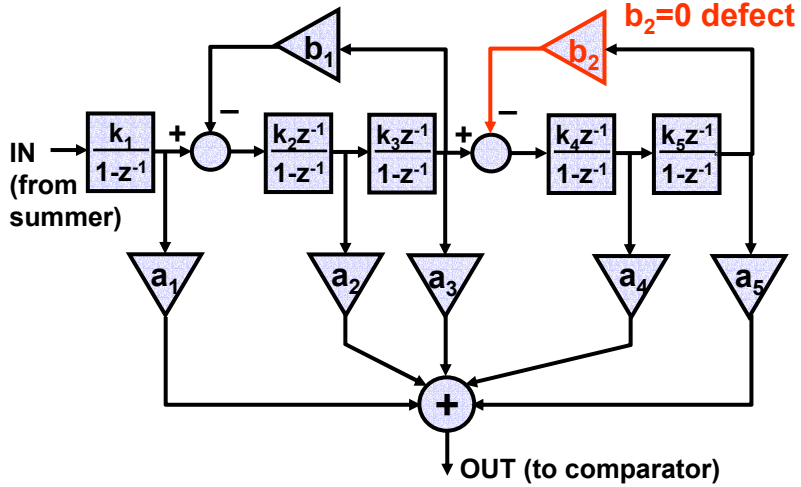 b₂=0 defect
b₁
b₂
−
−
IN
(from
summer)
k₁
1-z⁻¹
+
k₂z⁻¹
1-z⁻¹
k₃z⁻¹
1-z⁻¹
+
k₄z⁻¹
1-z⁻¹
k₅z⁻¹
1-z⁻¹
a₁
a₂
a₃
a₄
a₅
+
OUT (to comparator)